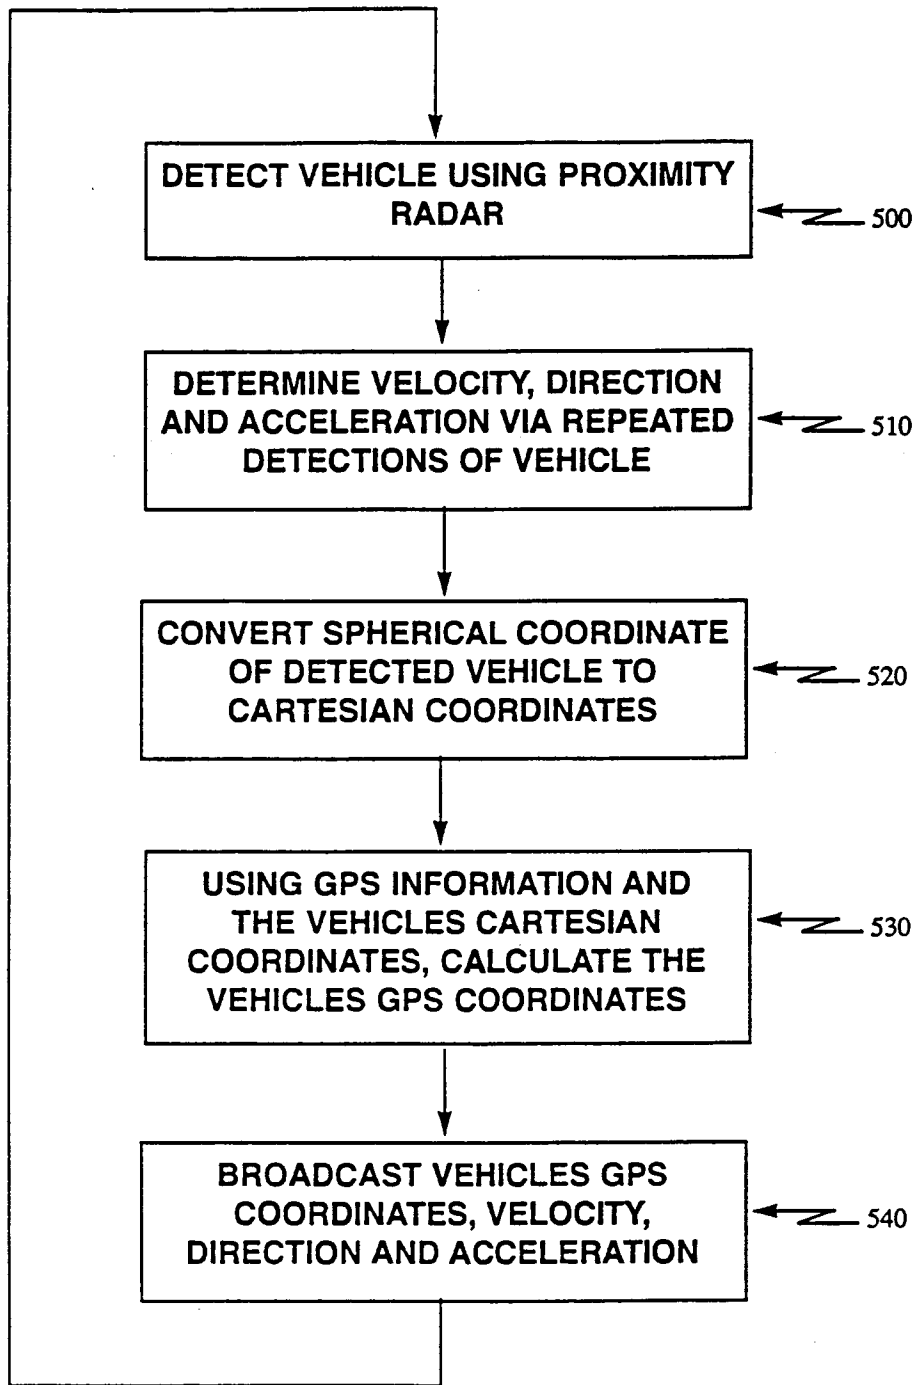 DETECT VEHICLE USING PROXIMITY
RADAR
500
DETERMINE VELOCITY, DIRECTION
AND ACCELERATION VIA REPEATED
DETECTIONS OF VEHICLE
510
CONVERT SPHERICAL COORDINATE
OF DETECTED VEHICLE TO
CARTESIAN COORDINATES
520
USING GPS INFORMATION AND
THE VEHICLES CARTESIAN
COORDINATES, CALCULATE THE
VEHICLES GPS COORDINATES
530
BROADCAST VEHICLES GPS
COORDINATES, VELOCITY,
DIRECTION AND ACCELERATION
540